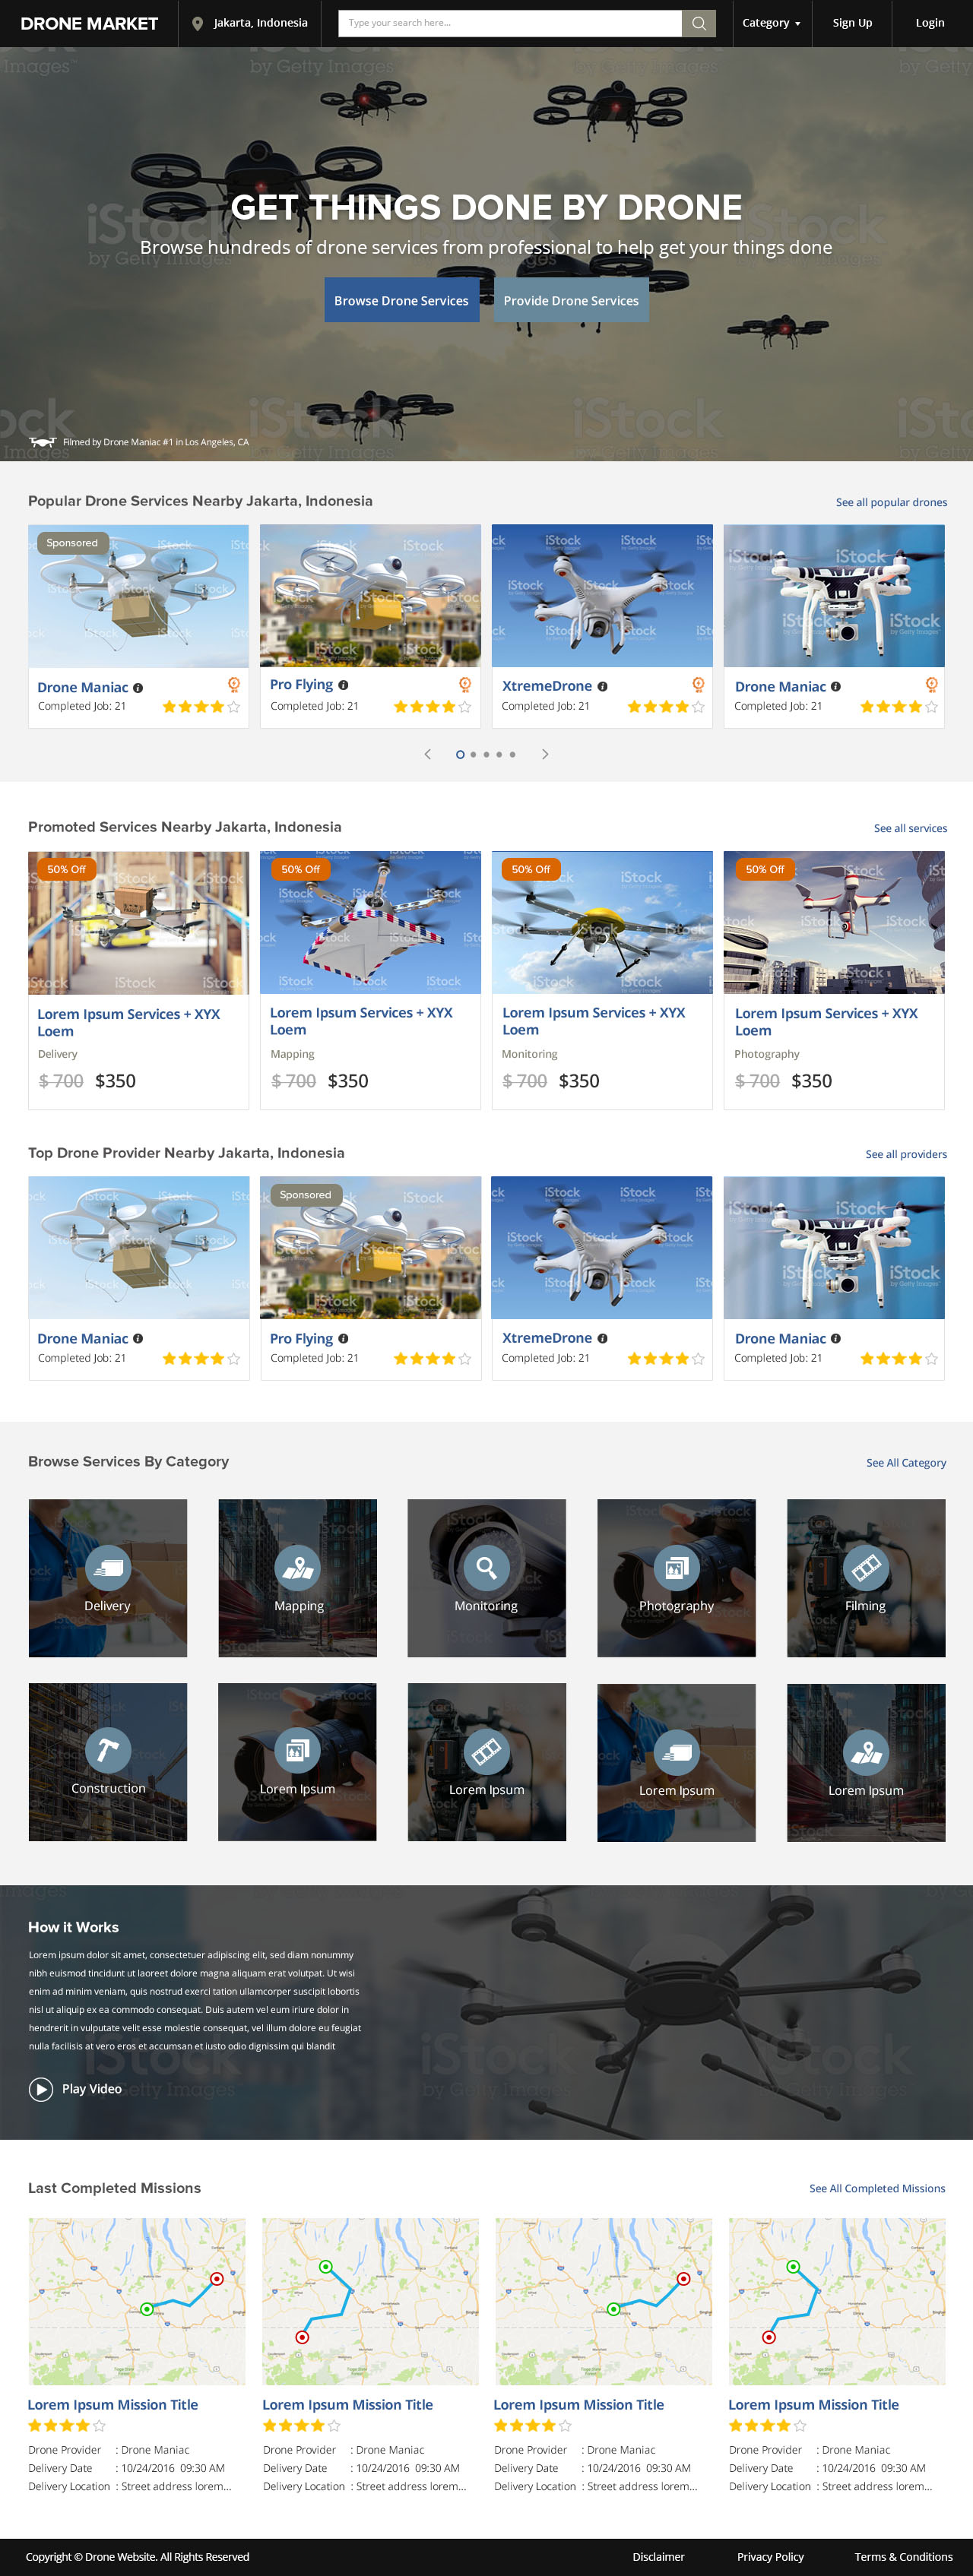 DRONE MARKET
Jakarta, Indonesia
Type your search here...
Category
Sign Up
Login
GET THINGS DONE BY DRONE
Browse hundreds of drone services from professional to help get your things done
Browse Drone Services
Provide Drone Services
Filmed by Drone Maniac #1 in Los Angeles, CA
Popular Drone Services Nearby Jakarta, Indonesia
See all popular drones
Sponsored
Drone Maniac
Completed Job: 21
Pro Flying
Completed Job: 21
XtremeDrone
Completed Job: 21
Drone Maniac
Completed Job: 21
Promoted Services Nearby Jakarta, Indonesia
See all services
50% Off
Lorem Ipsum Services + XYX
Loem
Delivery
$ 700 $350
50% Off
Lorem Ipsum Services + XYX
Loem
Mapping
$ 700 $350
50% Off
Lorem Ipsum Services + XYX
Loem
Monitoring
$ 700 $350
50% Off
Lorem Ipsum Services + XYX
Loem
Photography
$ 700 $350
Top Drone Provider Nearby Jakarta, Indonesia
See all providers
Drone Maniac
Completed Job: 21
Sponsored
Pro Flying
Completed Job: 21
XtremeDrone
Completed Job: 21
Drone Maniac
Completed Job: 21
Browse Services By Category
See All Category
Delivery
Mapping
Monitoring
Photography
Filming
Construction
Lorem Ipsum
Lorem Ipsum
Lorem Ipsum
Lorem Ipsum
How it Works
Lorem ipsum dolor sit amet, consectetuer adipiscing elit, sed diam nonummy
nibh euismod tincidunt ut laoreet dolore magna aliquam erat volutpat. Ut wisi
enim ad minim veniam, quis nostrud exerci tation ullamcorper suscipit lobortis
nisl ut aliquip ex ea commodo consequat. Duis autem vel eum iriure dolor in
hendrerit in vulputate velit esse molestie consequat, vel illum dolore eu feugiat
nulla facilisis at vero eros et accumsan et iusto odio dignissim qui blandit
Play Video
Last Completed Missions
See All Completed Missions
Lorem Ipsum Mission Title
Drone Provider : Drone Maniac
Delivery Date : 10/24/2016 09:30 AM
Delivery Location : Street address lorem...
Lorem Ipsum Mission Title
Drone Provider : Drone Maniac
Delivery Date : 10/24/2016 09:30 AM
Delivery Location : Street address lorem...
Lorem Ipsum Mission Title
Drone Provider : Drone Maniac
Delivery Date : 10/24/2016 09:30 AM
Delivery Location : Street address lorem...
Lorem Ipsum Mission Title
Drone Provider : Drone Maniac
Delivery Date : 10/24/2016 09:30 AM
Delivery Location : Street address lorem...
Copyright © Drone Website. All Rights Reserved
Disclaimer
Privacy Policy
Terms & Conditions